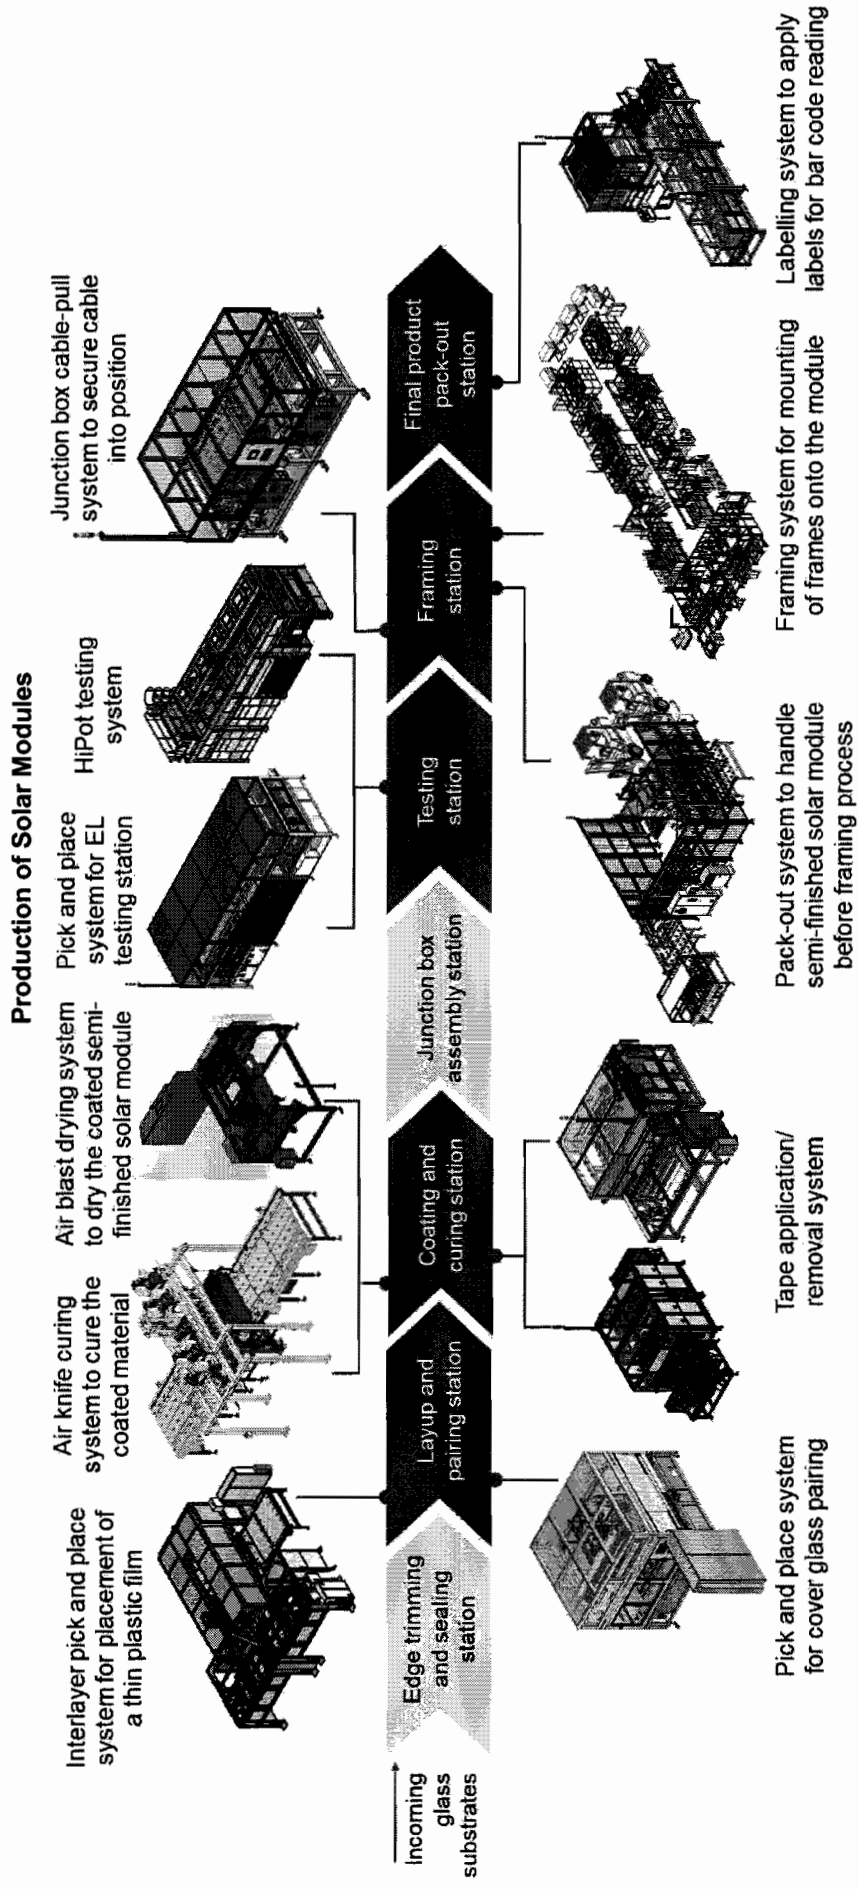 Production of Solar Modules
Interlayer pick and place
system for placement of
a thin plastic film
Air knife curing
system to cure the
coated material
Air blast drying system
to dry the coated semi-
finished solar module
Pick and place
system for EL
testing station
HiPot testing
system
Junction box cable-pull
system to secure cable
into position
Incoming
glass
substrates
Edge trimming
and sealing
station
Layup and
pairing station
Coating and
curing station
Junction box
assembly station
Testing
station
Framing
station
Final product
pack-out
station
Pick and place system
for cover glass pairing
Tape application/
removal system
Pack-out system to handle
semi-finished solar module
before framing process
Framing system for mounting
of frames onto the module
Labelling system to apply
labels for bar code reading